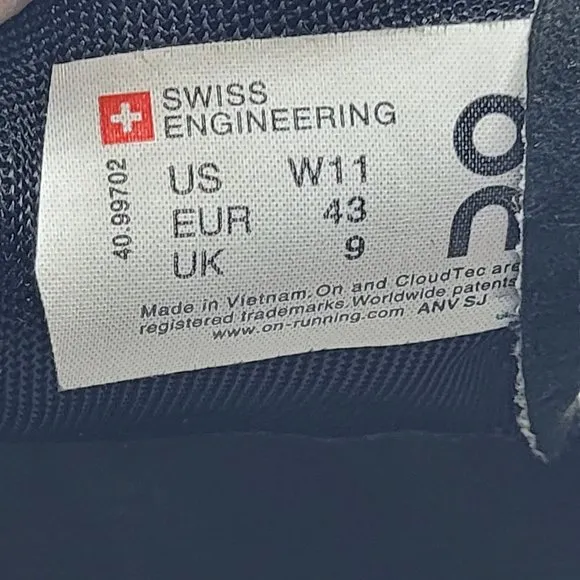 SWISS
ENGINEERING
40.99702
US W11
EUR 43
UK 9
on
Made in Vietnam. On and CloudTec are
registered trademarks. Worldwide patents
www.on-running.com ANV SJ